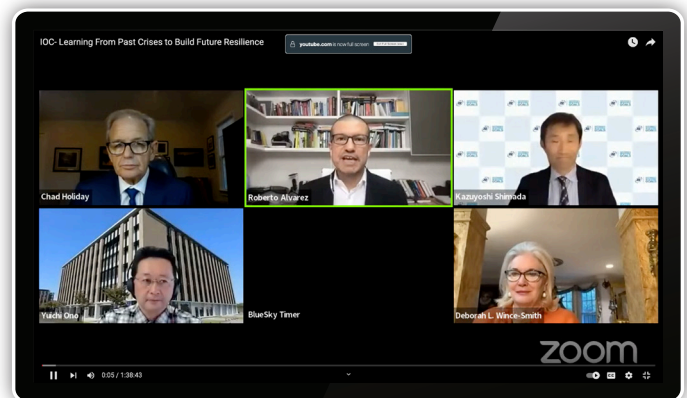 IOC- Learning From Past Crises to Build Future Resilience
youtube.com is now full screen
Chad Holiday
Roberto Alvarez
Kazuyoshi Shimada
Yuichi Ono
BlueSky Timer
Deborah L. Wince-Smith
zoom
0:05 / 1:38:43
CC